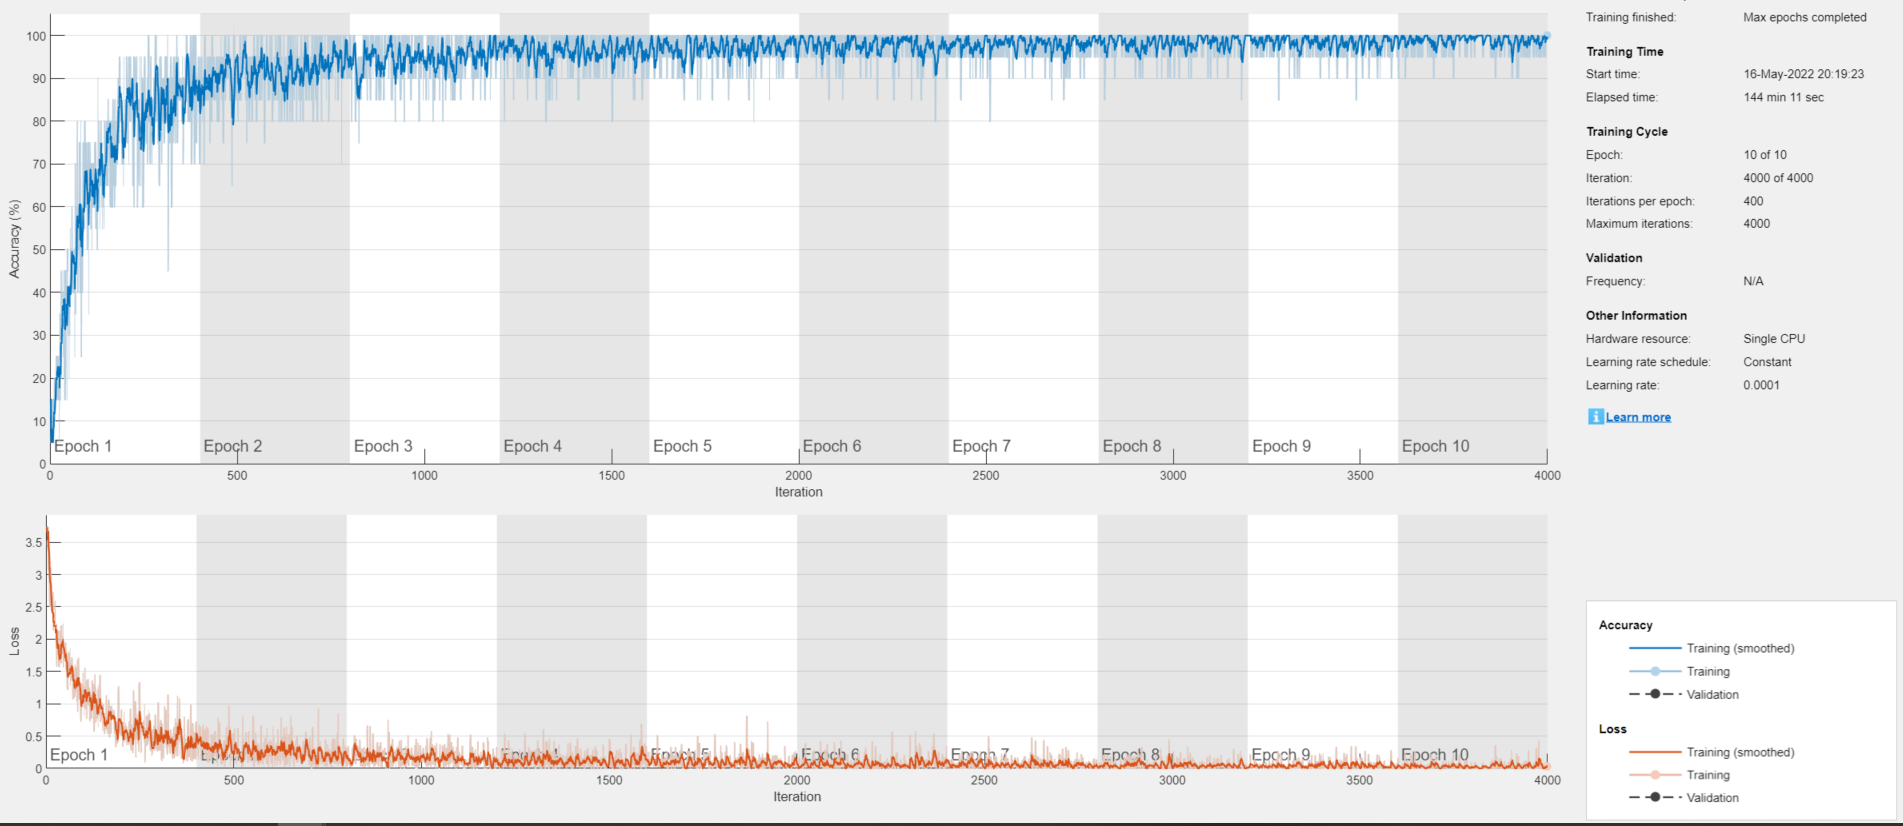 100
90
80
70
60
50
40
30
20
10
0
Accuracy (%)
Epoch 1 Epoch 2 Epoch 3 Epoch 4 Epoch 5 Epoch 6 Epoch 7 Epoch 8 Epoch 9 Epoch 10
0 500 1000 1500 2000 2500 3000 3500 4000
Iteration
3.5
3
2.5
2
1.5
1
0.5
0
Loss
Epoch 1 Epoch 4 Epoch 5 Epoch 6 Epoch 7 Epoch 8 Epoch 9 Epoch 10
0 500 1000 1500 2000 2500 3000 3500 4000
Iteration
Training finished: Max epochs completed
Training Time
Start time: 16-May-2022 20:19:23
Elapsed time: 144 min 11 sec
Training Cycle
Epoch: 10 of 10
Iteration: 4000 of 4000
Iterations per epoch: 400
Maximum iterations: 4000
Validation
Frequency: N/A
Other Information
Hardware resource: Single CPU
Learning rate schedule: Constant
Learning rate: 0.0001
i Learn more
Accuracy
Training (smoothed)
Training
Validation
Loss
Training (smoothed)
Training
Validation